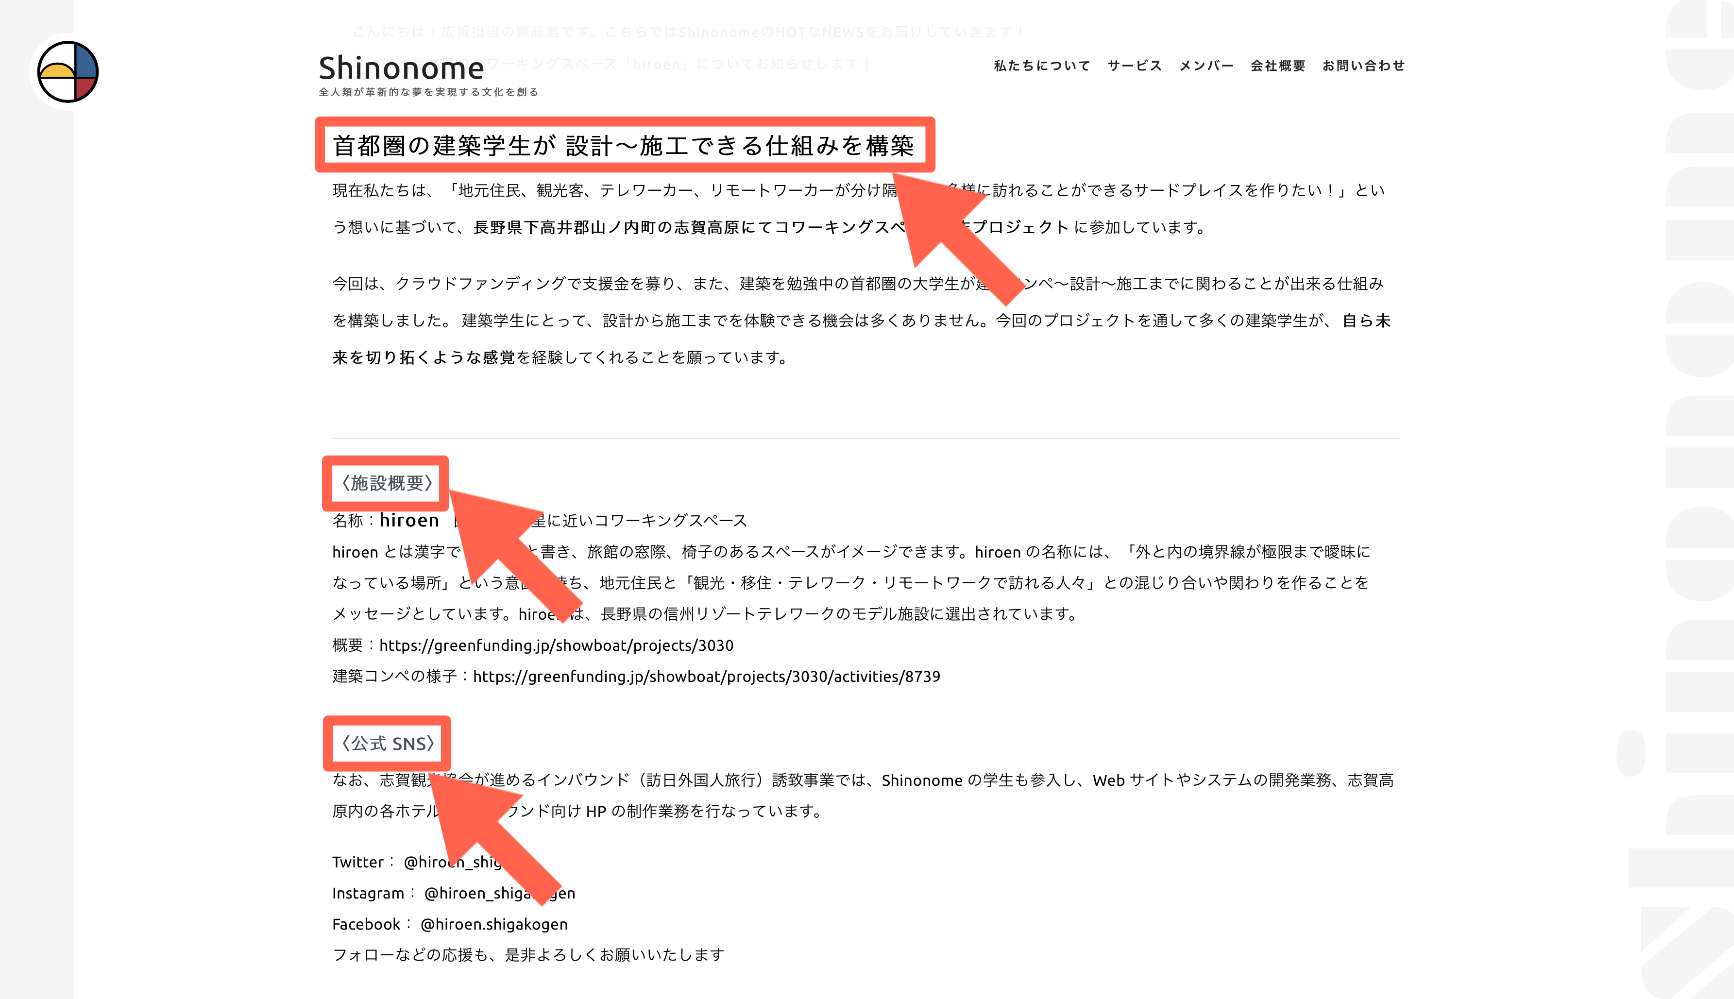 こんにちは！広報担当の齋藤茜です。こちらではShinonomeのHOTなNEWSをお届けしていきます！
ワーキングスペース「hiroen」についてお知らせします！
Shinonome
全人類が革新的な夢を実現する文化を創る
私たちについて サービス メンバー 会社概要 お問い合わせ
首都圏の建築学生が 設計〜施工できる仕組みを構築
現在私たちは、「地元住民、観光客、テレワーカー、リモートワーカーが分け隔 様に訪れることができるサードプレイスを作りたい！」とい
う想いに基づいて、長野県下高井郡山ノ内町の志賀高原にてコワーキングスペ プロジェクト に参加しています。
今回は、クラウドファンディングで支援金を募り、また、建築を勉強中の首都圏の大学生が建 ンペ〜設計〜施工までに関わることが出来る仕組み
を構築しました。 建築学生にとって、設計から施工までを体験できる機会は多くありません。今回のプロジェクトを通して多くの建築学生が、 自ら未
来を切り拓くような感覚を経験してくれることを願っています。
〈施設概要〉
名称：hiroen 星に近いコワーキングスペース
hiroen とは漢字で と書き、旅館の窓際、椅子のあるスペースがイメージできます。hiroen の名称には、「外と内の境界線が極限まで曖昧に
なっている場所」という意 持ち、地元住民と「観光・移住・テレワーク・リモートワークで訪れる人々」との混じり合いや関わりを作ることを
メッセージとしています。hiroen は、長野県の信州リゾートテレワークのモデル施設に選出されています。
概要：https://greenfunding.jp/showboat/projects/3030
建築コンペの様子：https://greenfunding.jp/showboat/projects/3030/activities/8739
〈公式 SNS〉
なお、志賀観光協会が進めるインバウンド（訪日外国人旅行）誘致事業では、Shinonome の学生も参入し、Web サイトやシステムの開発業務、志賀高
原内の各ホテル ウンド向け HP の制作業務を行なっています。
Twitter： @hiroen_shig
Instagram： @hiroen_shigakogen
Facebook： @hiroen.shigakogen
フォローなどの応援も、是非よろしくお願いいたします
Shinonome